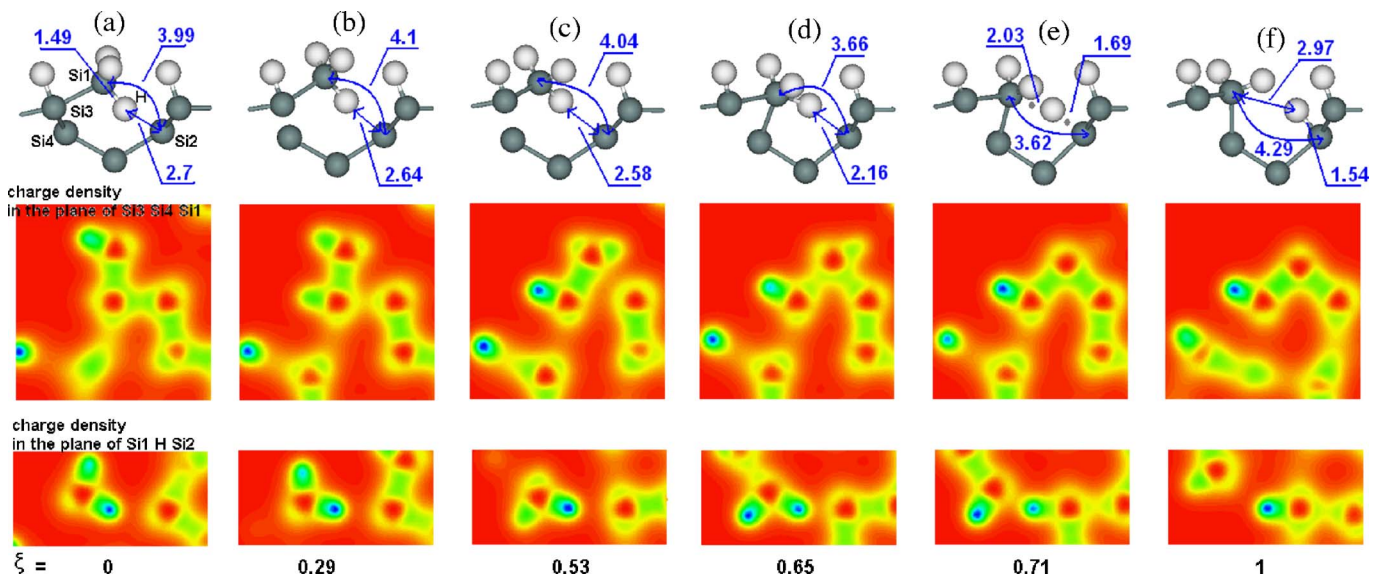 (a) (b) (c) (d) (e) (f)
1.49 3.99 4.1 4.04 3.66 2.03 1.69 2.97
Si1
H
Si3
Si4 Si2
3.62 4.29
2.7 2.64 2.58 2.16 1.54
charge density
in the plane of Si3 Si4 Si1
charge density
in the plane of Si1 H Si2
ξ = 0 0.29 0.53 0.65 0.71 1